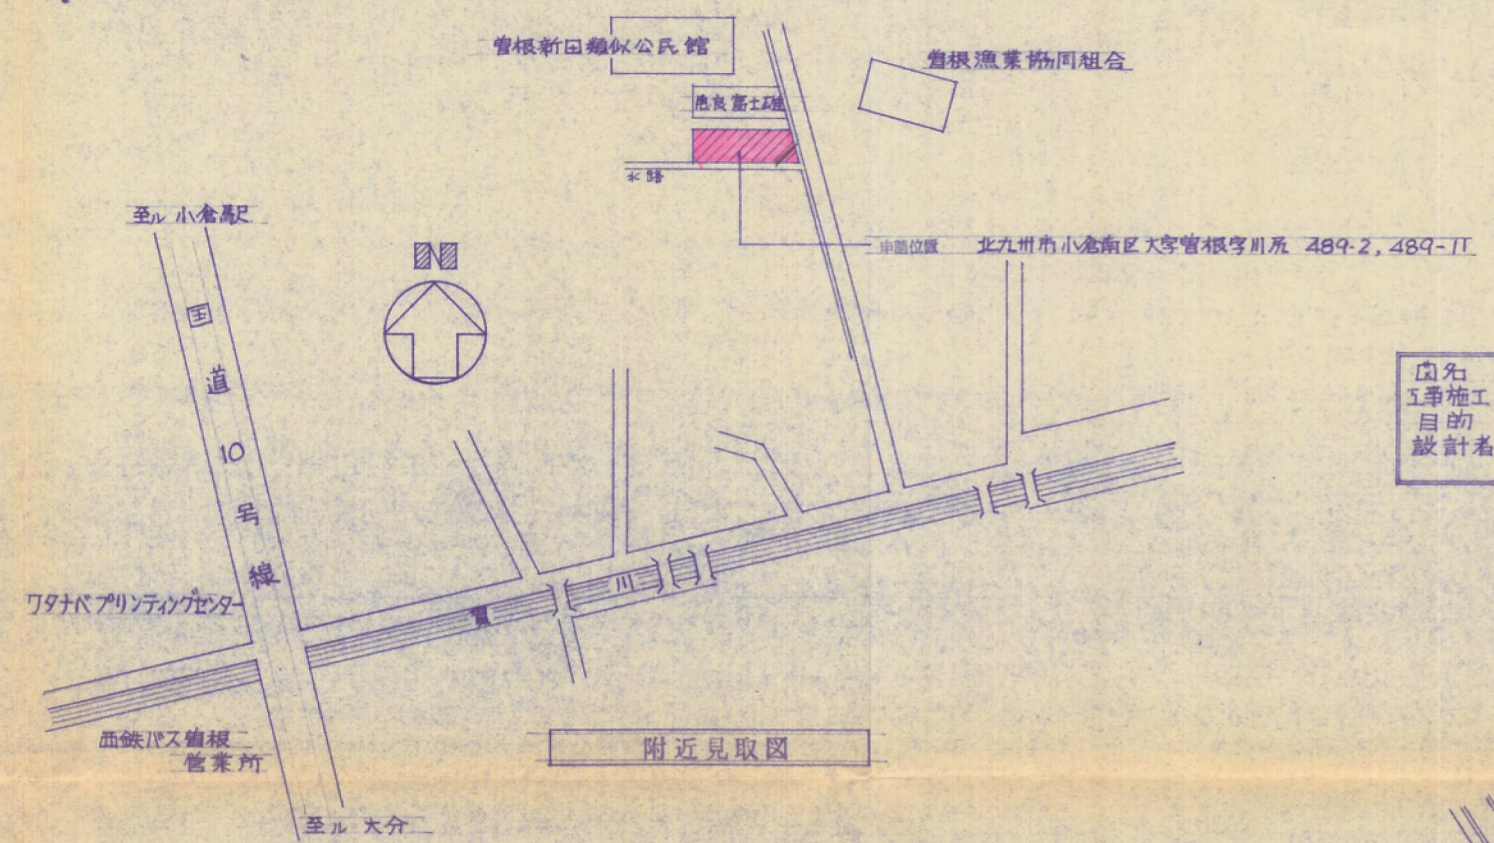 曽根新田類似公民館
曽根漁業協同組合
恵良富士雄
水路
至ル 小倉駅
N
申請位置 北九州市小倉南区大字曽根字川尻 489-2, 489-11
国道10号線
図名
工事施工
目的
設計者
ワタナベプリンティングセンター
川
西鉄バス曽根
営業所
附近見取図
至ル 大分